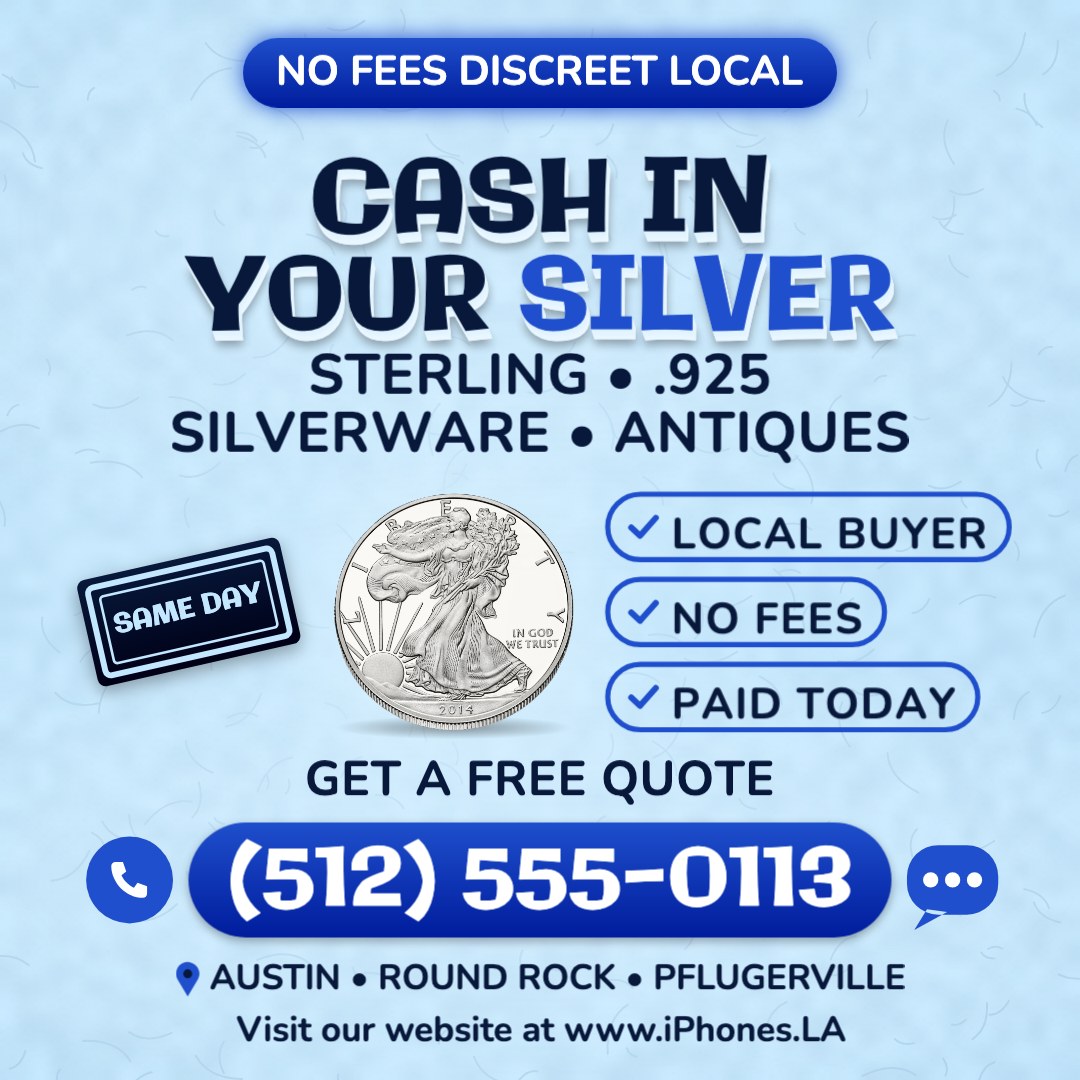 NO FEES DISCREET LOCAL
CASH IN
YOUR SILVER
STERLING • .925
SILVERWARE • ANTIQUES
SAME DAY
LIBERTY
IN GOD
WE TRUST
2014
LOCAL BUYER
NO FEES
PAID TODAY
GET A FREE QUOTE
(512) 555-0113
AUSTIN • ROUND ROCK • PFLUGERVILLE
Visit our website at www.iPhones.LA